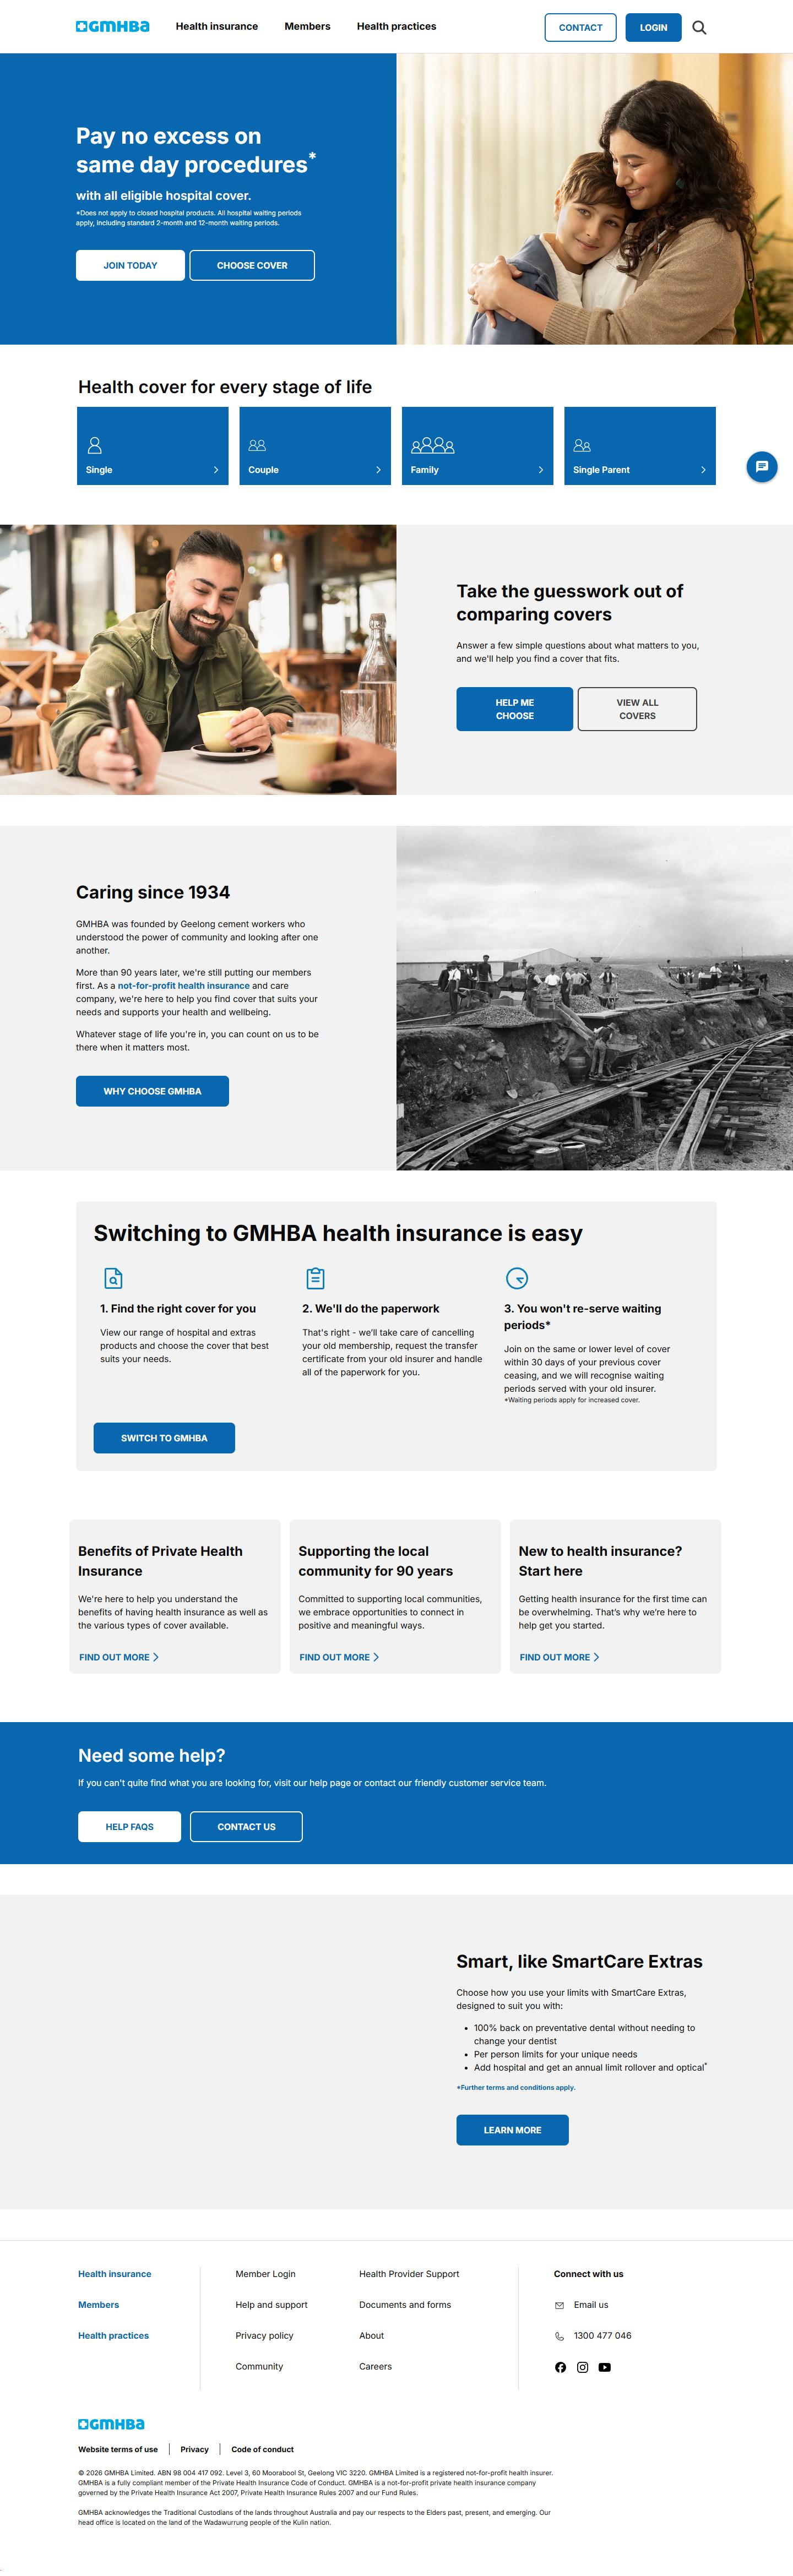 GMHBA
Health insurance
Members
Health practices
CONTACT
LOGIN
Pay no excess on
same day procedures*
with all eligible hospital cover.
*Does not apply to closed hospital products. All hospital waiting periods
apply, including standard 2-month and 12-month waiting periods.
JOIN TODAY
CHOOSE COVER
Health cover for every stage of life
Single
Couple
Family
Single Parent
Take the guesswork out of
comparing covers
Answer a few simple questions about what matters to you,
and we'll help you find a cover that fits.
HELP ME
CHOOSE
VIEW ALL
COVERS
Caring since 1934
GMHBA was founded by Geelong cement workers who
understood the power of community and looking after one
another.
More than 90 years later, we're still putting our members
first. As a not-for-profit health insurance and care
company, we're here to help you find cover that suits your
needs and supports your health and wellbeing.
Whatever stage of life you're in, you can count on us to be
there when it matters most.
WHY CHOOSE GMHBA
Switching to GMHBA health insurance is easy
1. Find the right cover for you
View our range of hospital and extras
products and choose the cover that best
suits your needs.
2. We'll do the paperwork
That's right - we'll take care of cancelling
your old membership, request the transfer
certificate from your old insurer and handle
all of the paperwork for you.
3. You won't re-serve waiting
periods*
Join on the same or lower level of cover
within 30 days of your previous cover
ceasing, and we will recognise waiting
periods served with your old insurer.
*Waiting periods apply for increased cover.
SWITCH TO GMHBA
Benefits of Private Health
Insurance
We're here to help you understand the
benefits of having health insurance as well as
the various types of cover available.
FIND OUT MORE
Supporting the local
community for 90 years
Committed to supporting local communities,
we embrace opportunities to connect in
positive and meaningful ways.
FIND OUT MORE
New to health insurance?
Start here
Getting health insurance for the first time can
be overwhelming. That's why we're here to
help get you started.
FIND OUT MORE
Need some help?
If you can't quite find what you are looking for, visit our help page or contact our friendly customer service team.
HELP FAQS
CONTACT US
Smart, like SmartCare Extras
Choose how you use your limits with SmartCare Extras,
designed to suit you with:
• 100% back on preventative dental without needing to
change your dentist
• Per person limits for your unique needs
• Add hospital and get an annual limit rollover and optical*
*Further terms and conditions apply.
LEARN MORE
Health insurance
Members
Health practices
Member Login
Help and support
Privacy policy
Community
Health Provider Support
Documents and forms
About
Careers
Connect with us
Email us
1300 477 046
GMHBA
Website terms of use
Privacy
Code of conduct
© 2026 GMHBA Limited. ABN 98 004 417 092. Level 3, 60 Moorabool St, Geelong VIC 3220. GMHBA Limited is a registered not-for-profit health insurer.
GMHBA is a fully compliant member of the Private Health Insurance Code of Conduct. GMHBA is a not-for-profit private health insurance company
governed by the Private Health Insurance Act 2007, Private Health Insurance Rules 2007 and our Fund Rules.
GMHBA acknowledges the Traditional Custodians of the lands throughout Australia and pay our respects to the Elders past, present, and emerging. Our
head office is located on the land of the Wadawurrung people of the Kulin nation.